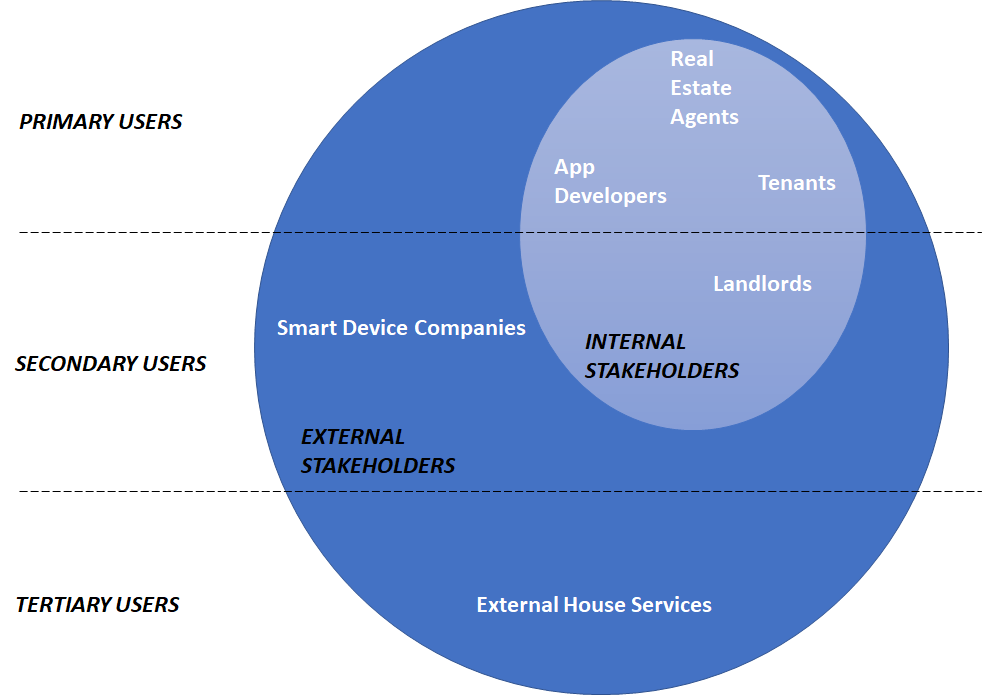 Real
Estate
Agents
PRIMARY USERS
App
Developers
Tenants
Landlords
Smart Device Companies
INTERNAL
STAKEHOLDERS
SECONDARY USERS
EXTERNAL
STAKEHOLDERS
TERTIARY USERS
External House Services